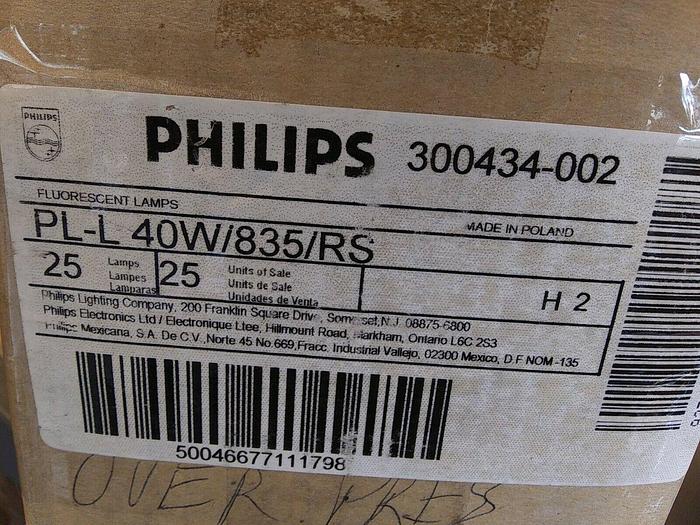 PHILIPS
PHILIPS 300434-002
FLUORESCENT LAMPS MADE IN POLAND
PL-L 40W/835/RS
25 Lamps 25 Units of Sale
Lampes Units de Sale
Lamparas Unidades de Venta
H 2
Philips Lighting Company, 200 Franklin Square Drive, Somerset, N.J. 08875-6800
Philips Electronics Ltd / Electronique Ltee, Hillmount Road, Markham, Ontario L6C 2S3
Philips Mexicana, S.A. De C.V., Norte 45 No.669, Fracc. Industrial Vallejo, 02300 Mexico, D.F. NOM-135
50046677111798
OVER PRES